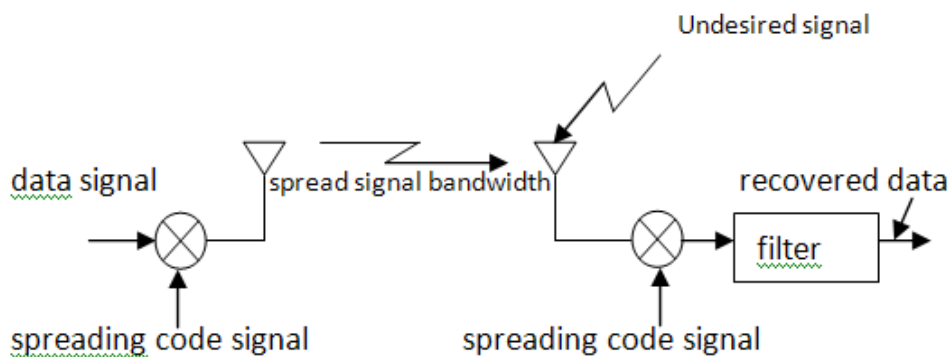 Undesired signal
data signal
spread signal bandwidth
recovered data
filter
spreading code signal
spreading code signal